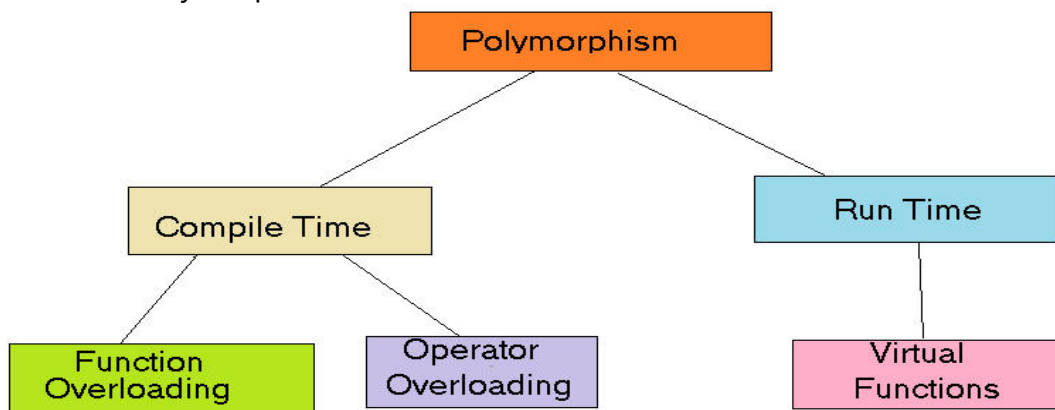 Polymorphism
Compile Time
Run Time
Function
Overloading
Operator
Overloading
Virtual
Functions